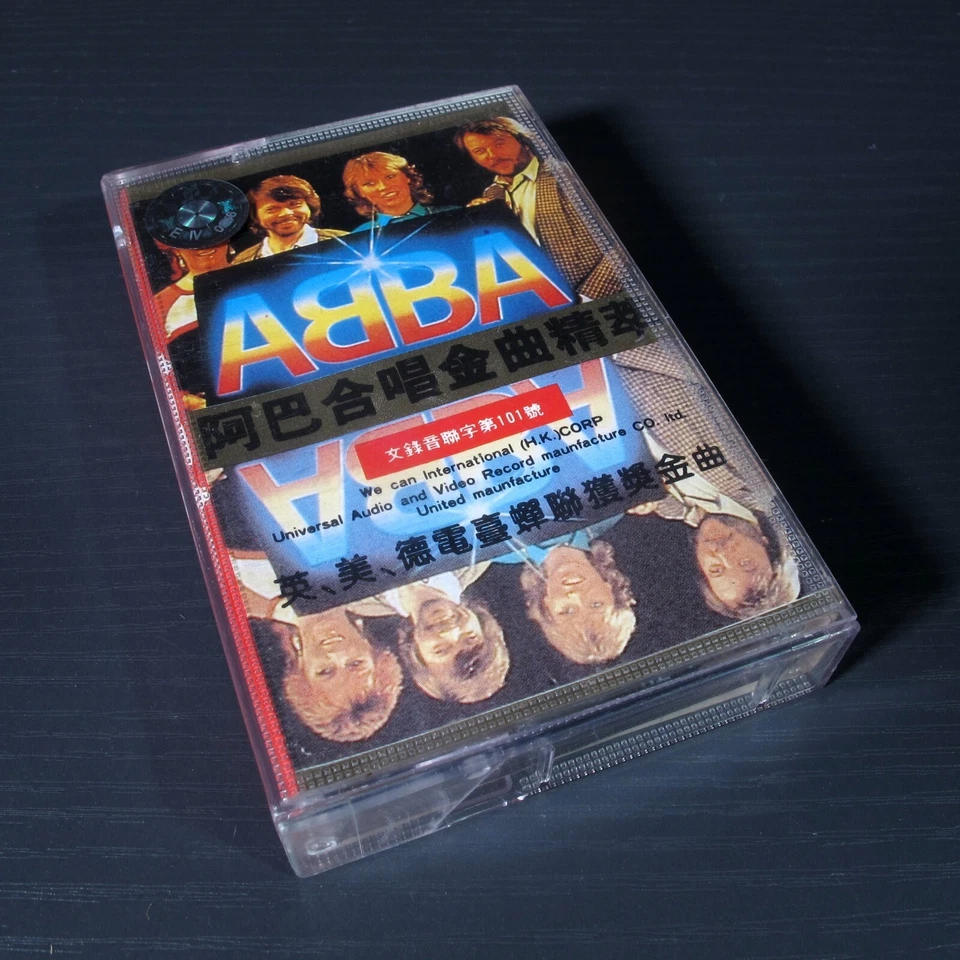 ABBA
阿巴合唱金曲精萃
文錄音聯字第101號
We can International (H.K.)CORP
Universal Audio and Video Record maunfacture CO. ltd.
United maunfacture
英、美、德電臺嬋聯獲獎金曲
ABBA